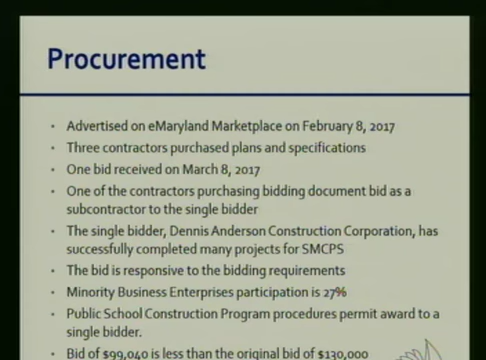 Procurement
• Advertised on eMaryland Marketplace on February 8, 2017
• Three contractors purchased plans and specifications
• One bid received on March 8, 2017
• One of the contractors purchasing bidding document bid as a
subcontractor to the single bidder
• The single bidder, Dennis Anderson Construction Corporation, has
successfully completed many projects for SMCPS
• The bid is responsive to the bidding requirements
• Minority Business Enterprises participation is 27%
• Public School Construction Program procedures permit award to a
single bidder.
• Bid of $99,040 is less than the original bid of $130,000